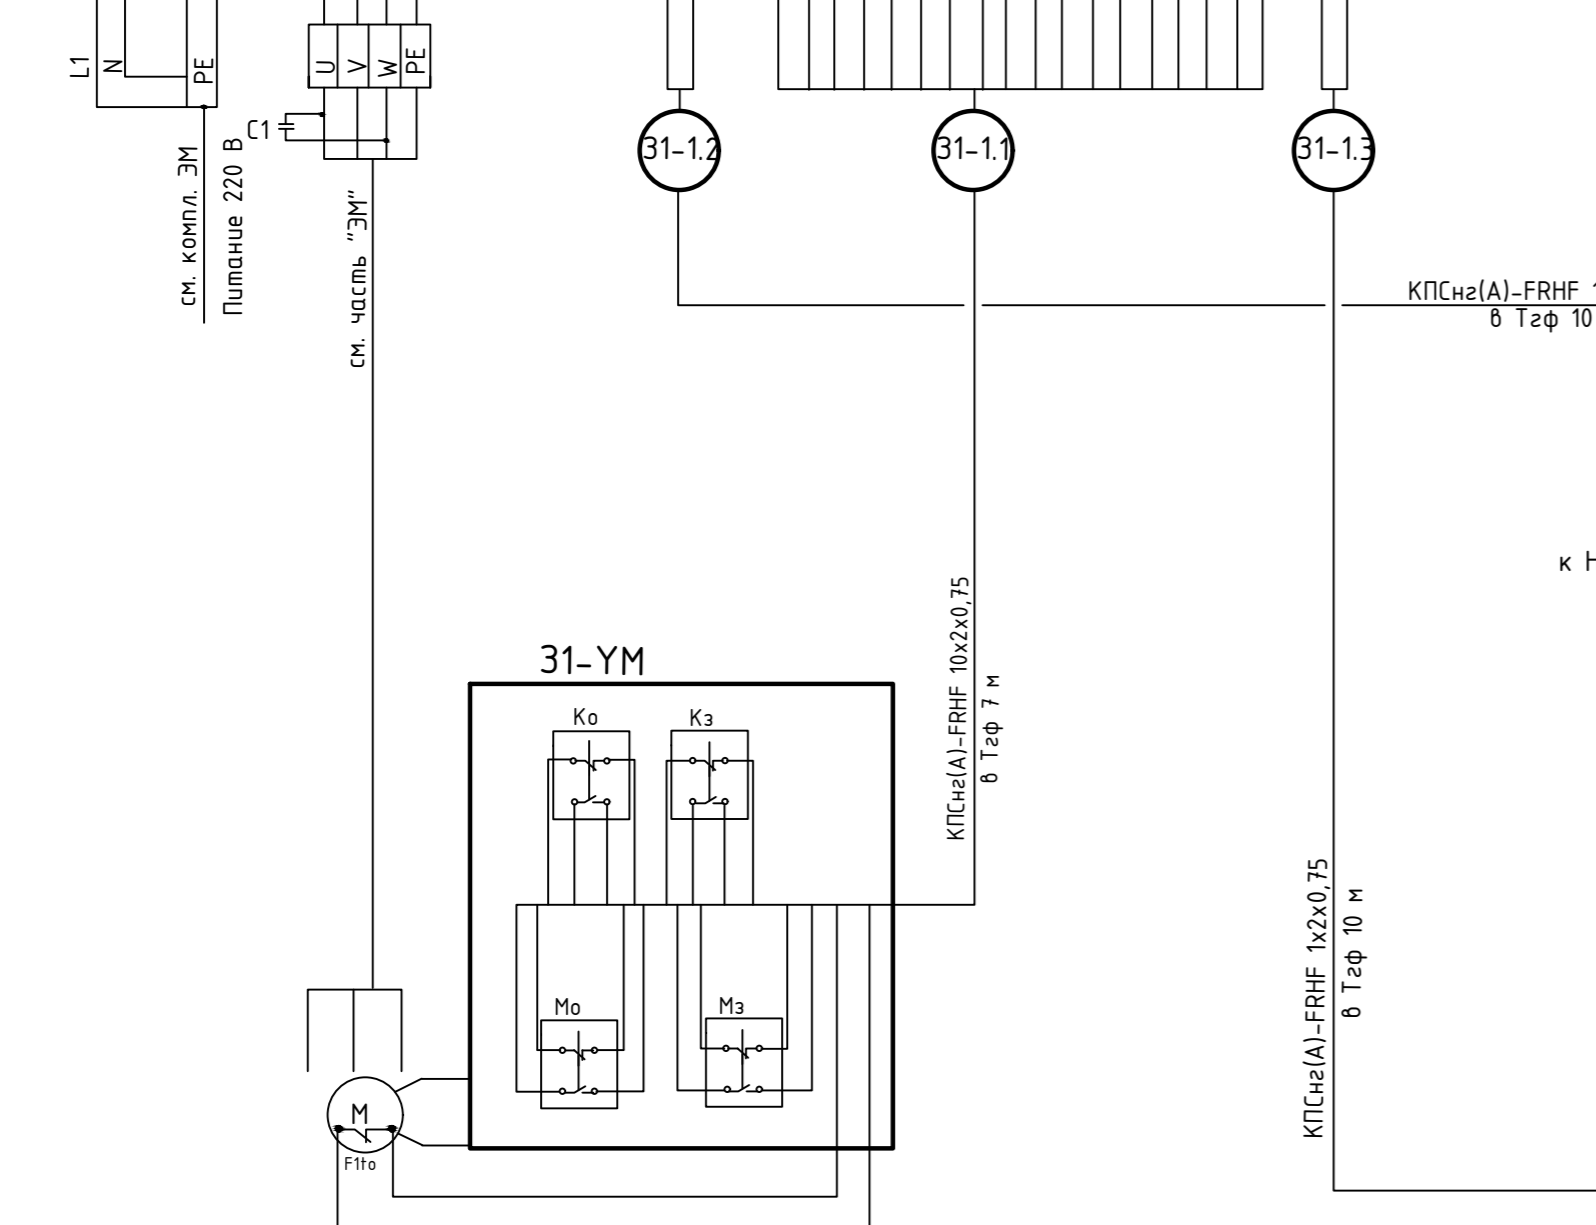 L1
N
PE
U
V
W
PE
C1
см. компл. ЭМ
Питание 220 В
см. часть "ЭМ"
31-1.2
31-1.1
31-1.3
КПСнг(А)-FRHF
в Тгф 10
к
КПСнг(А)-FRHF 10х2х0,75
в Тгф 7 м
31-YM
Ко
Кз
Мо
Мз
КПСнг(А)-FRHF 1х2х0,75
в Тгф 10 м
M
F1to